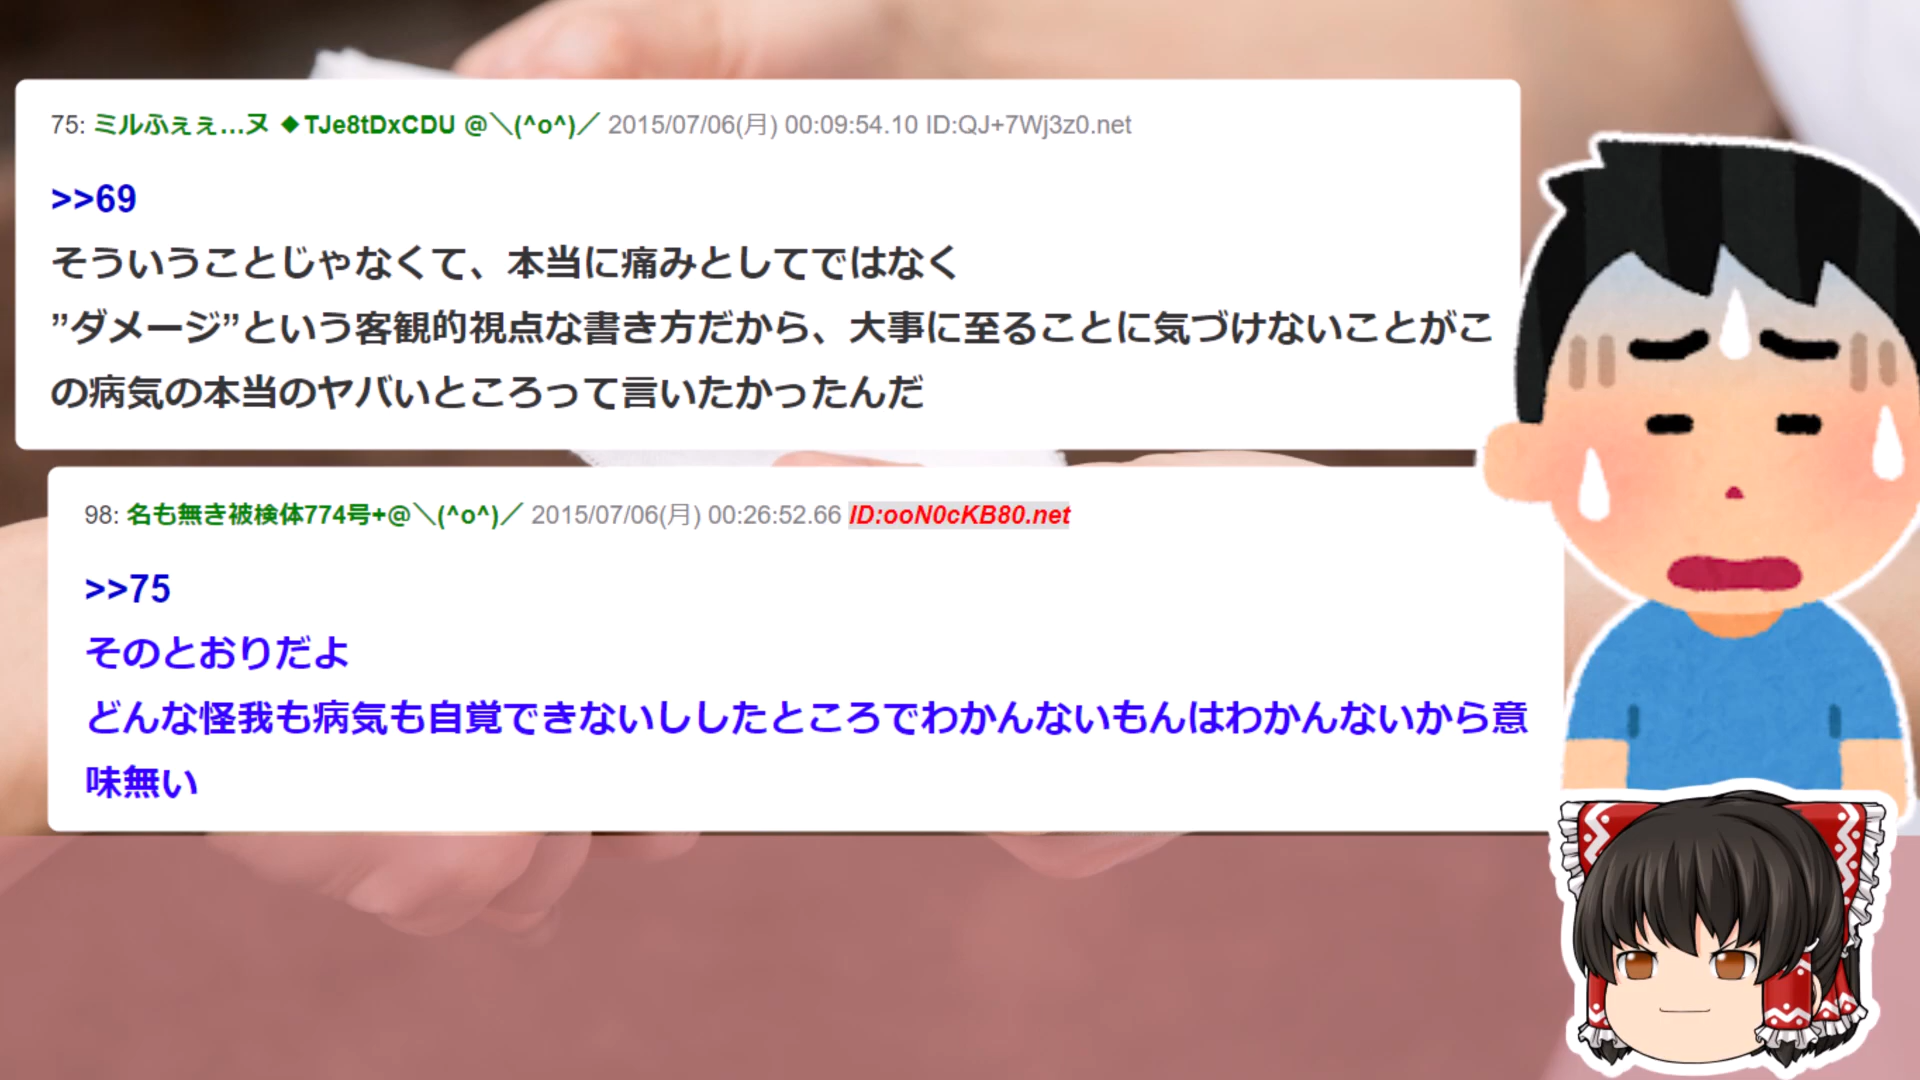 75: ミルふぇぇ…ヌ ◆TJe8tDxCDU @＼(^o^)／ 2015/07/06(月) 00:09:54.10 ID:QJ+7Wj3z0.net
>>69
そういうことじゃなくて、本当に痛みとしてではなく
”ダメージ”という客観的視点な書き方だから、大事に至ることに気づけないことがこ
の病気の本当のヤバいところって言いたかったんだ
98: 名も無き被検体774号+@＼(^o^)／ 2015/07/06(月) 00:26:52.66 ID:ooN0cKB80.net
>>75
そのとおりだよ
どんな怪我も病気も自覚できないししたところでわかんないもんはわかんないから意
味無い